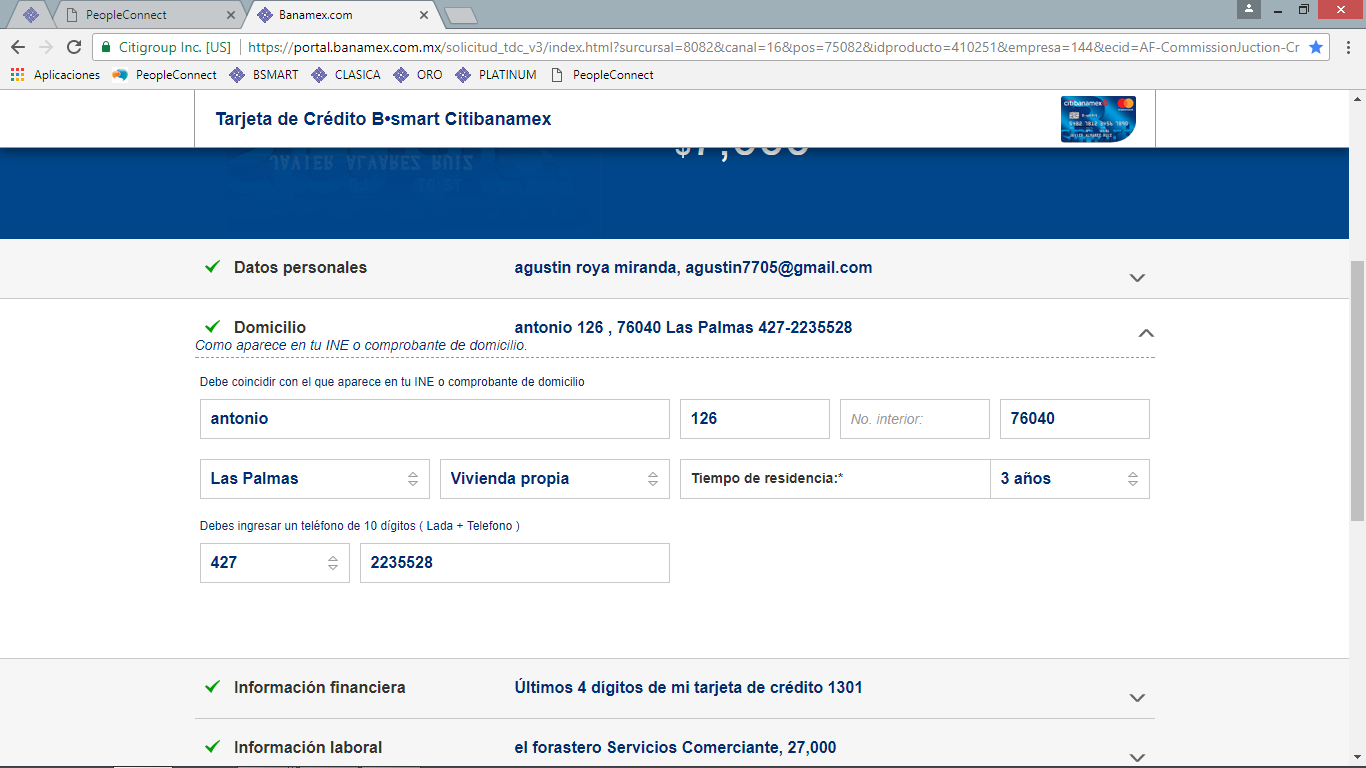 PeopleConnect
Banamex.com
Citigroup Inc. [US] https://portal.banamex.com.mx/solicitud_tdc_v3/index.html?surcursal=8082&canal=16&pos=75082&idproducto=410251&empresa=144&ecid=AF-CommissionJuction-Cr
Aplicaciones PeopleConnect BSMART CLASICA ORO PLATINUM PeopleConnect
Tarjeta de Crédito B•smart Citibanamex
citibanamex
JAVIER ALVAREZ RUIZ
Datos personales agustin roya miranda, agustin7705@gmail.com
Domicilio antonio 126 , 76040 Las Palmas 427-2235528
Como aparece en tu INE o comprobante de domicilio.
Debe coincidir con el que aparece en tu INE o comprobante de domicilio
antonio 126 No. interior: 76040
Las Palmas Vivienda propia Tiempo de residencia:* 3 años
Debes ingresar un teléfono de 10 dígitos ( Lada + Telefono )
427 2235528
Información financiera Últimos 4 dígitos de mi tarjeta de crédito 1301
Información laboral el forastero Servicios Comerciante, 27,000